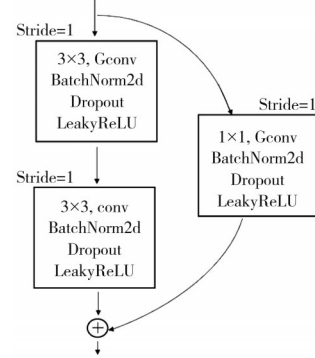 Stride=1
3×3, Gconv
BatchNorm2d
Dropout
LeakyReLU
Stride=1
1×1, Gconv
BatchNorm2d
Dropout
LeakyReLU
Stride=1
3×3, conv
BatchNorm2d
Dropout
LeakyReLU
+